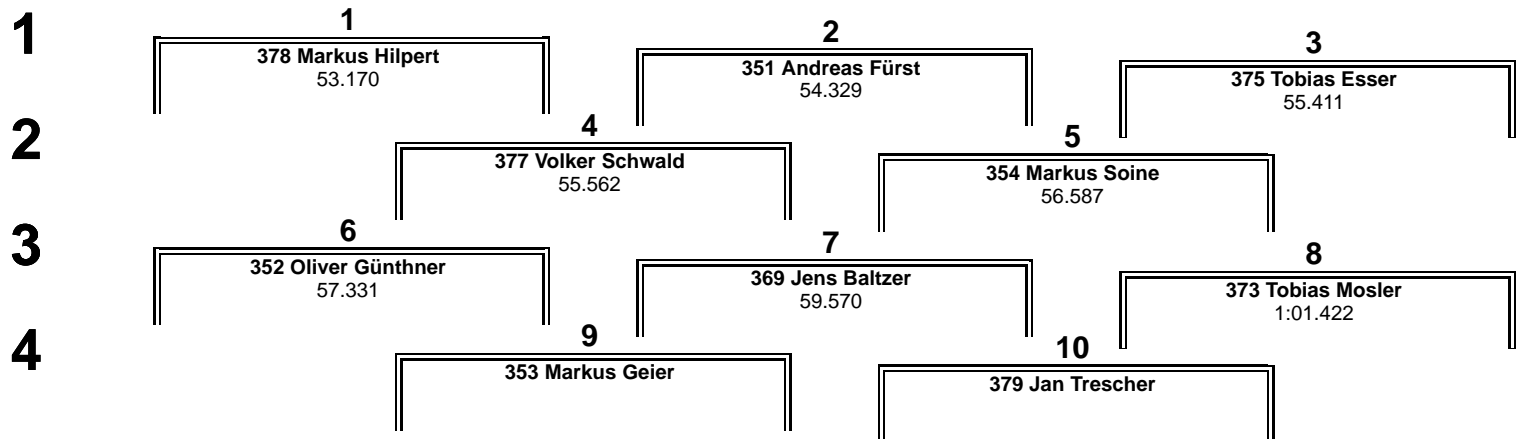 1
1
378 Markus Hilpert
53.170
2
351 Andreas Fürst
54.329
3
375 Tobias Esser
55.411
2
4
377 Volker Schwald
55.562
5
354 Markus Soine
56.587
3
6
352 Oliver Günthner
57.331
7
369 Jens Baltzer
59.570
8
373 Tobias Mosler
1:01.422
4
9
353 Markus Geier
10
379 Jan Trescher